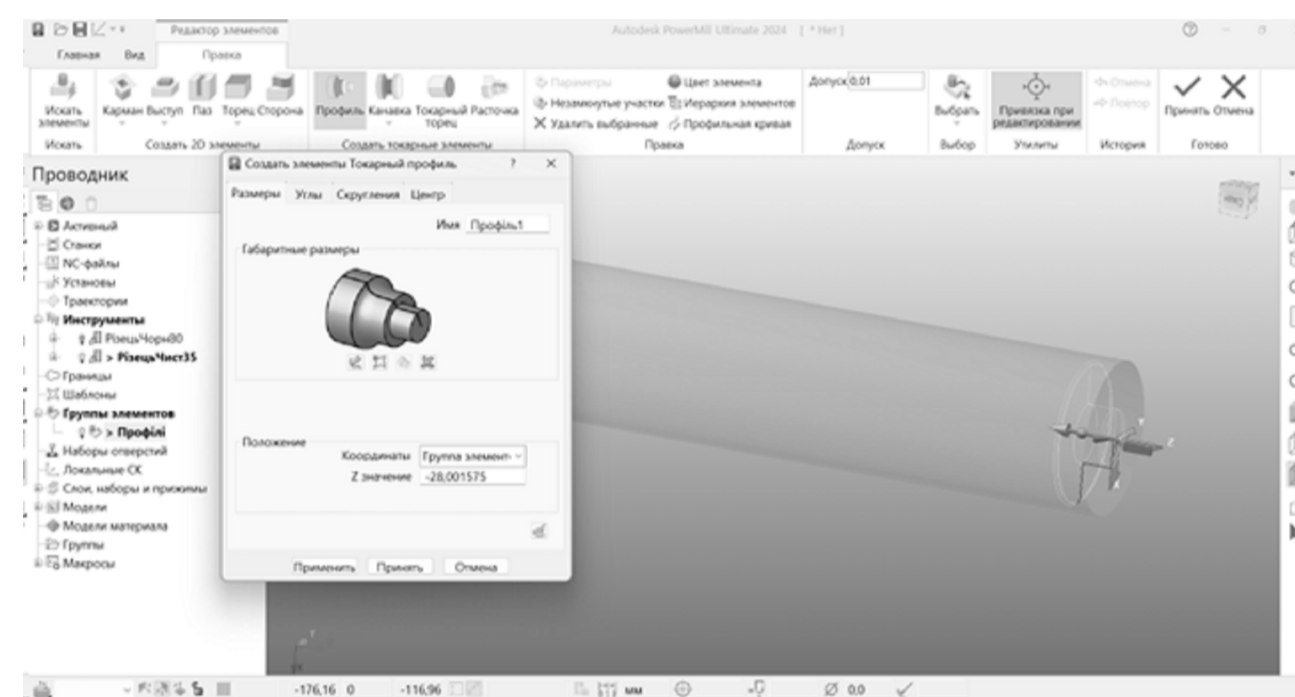 Редактор элементов
Autodesk PowerMill Ultimate 2024 [ * Нет ]
Главная Вид Правка
Искать элементы
Карман Выступ Паз Торец Сторона
Профиль Канавка Токарный торец Расточка
Параметры
Незамкнутые участки
Удалить выбранные
Цвет элемента
Иерархия элементов
Профильная кривая
Допуск 0,01
Выбрать
Привязка при редактировании
Отмена
Повтор
Принять Отмена
Искать Создать 2D элементы Создать токарные элементы Правка Допуск Выбор Утилиты История Готово
Проводник
Активный
Станки
NC-файлы
Установы
Траектории
Инструменты
РізецьЧорн80
> РізецьЧист35
Границы
Шаблоны
Группы элементов
> Профілі
Наборы отверстий
Локальные СК
Слои, наборы и прижимы
Модели
Модели материала
Группы
Макросы
Создать элементы Токарный профиль ? ×
Размеры Углы Скругления Центр
Имя Профіль1
Габаритные размеры
Положение
Координаты Группа элемент
Z значение -28,001575
Применить Принять Отмена
Z
X
Y
-176,16 0 -116,96 мм 0,0